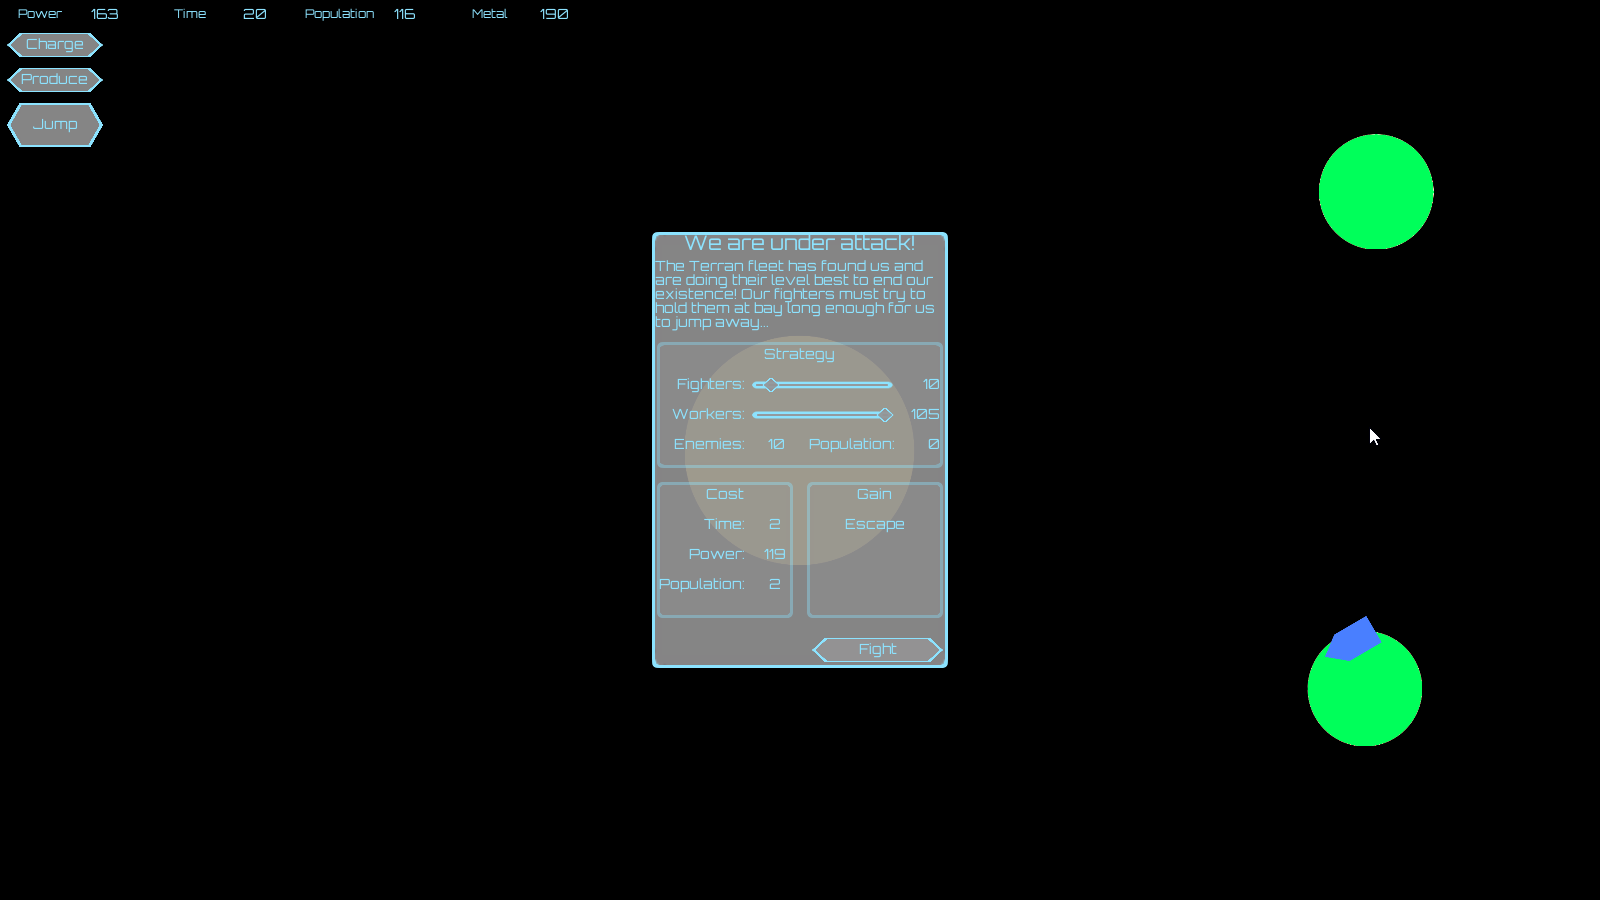 Power 163 Time 20 Population 116 Metal 190
Charge
Produce
Jump
We are under attack!
The Terran fleet has found us and
are doing their level best to end our
existence! Our fighters must try to
hold them at bay long enough for us
to jump away...
Strategy
Fighters: 10
Workers: 105
Enemies: 10 Population: 0
Cost
Time: 2
Power: 119
Population: 2
Gain
Escape
Fight